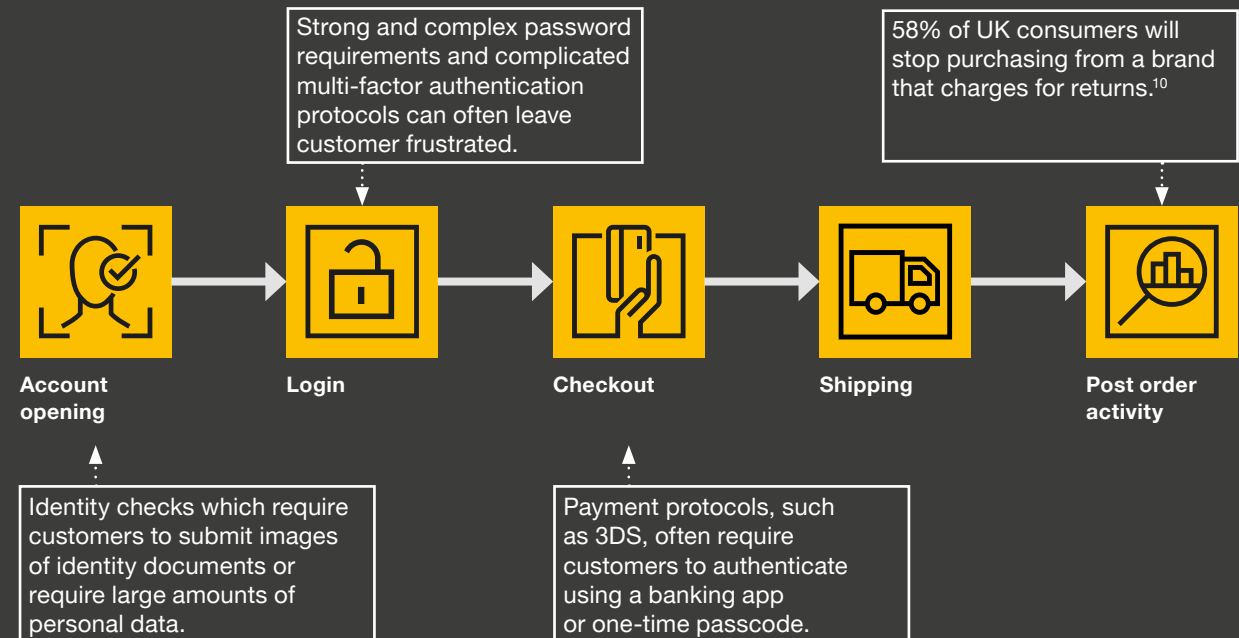 Strong and complex password
requirements and complicated
multi-factor authentication
protocols can often leave
customer frustrated.
58% of UK consumers will
stop purchasing from a brand
that charges for returns.10
Account
opening
Login
Checkout
Shipping
Post order
activity
Identity checks which require
customers to submit images
of identity documents or
require large amounts of
personal data.
Payment protocols, such
as 3DS, often require
customers to authenticate
using a banking app
or one-time passcode.